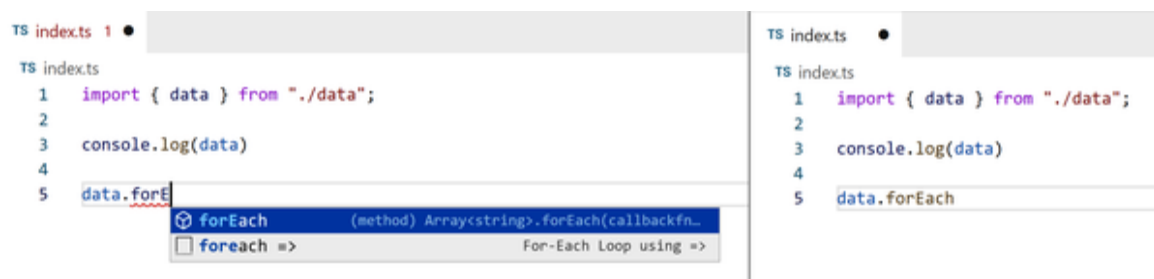 TS index.ts 1 ●
TS index.ts
1 import { data } from "./data";
2
3 console.log(data)
4
5 data.forE
forEach (method) Array<string>.forEach(callbackfn…
foreach => For-Each Loop using =>
TS index.ts ●
TS index.ts
1 import { data } from "./data";
2
3 console.log(data)
4
5 data.forEach